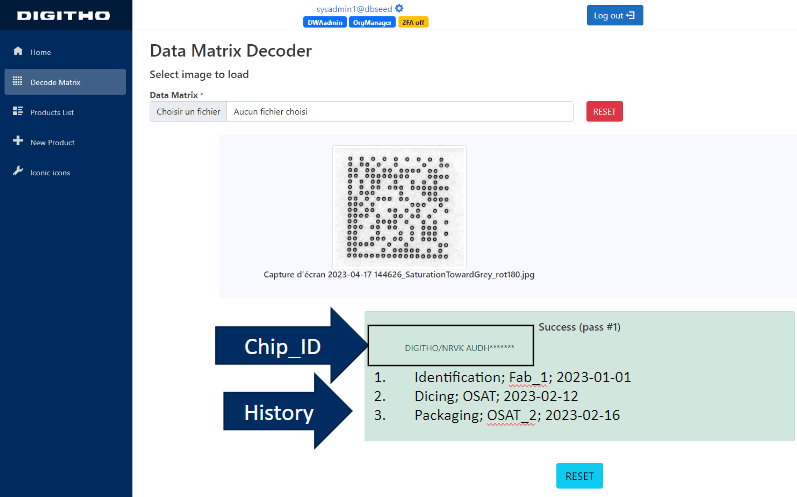 DIGITHO
sysadmin1@dbseed
DWAadmin OrgManager 2FA off
Log out
Home
Decode Matrix
Products List
New Product
Iconic icons
Data Matrix Decoder
Select image to load
Data Matrix *
Choisir un fichier Aucun fichier choisi
RESET
Capture d'écran 2023-04-17 144626_SaturationTowardGrey_rot180.jpg
Success (pass #1)
Chip_ID
DIGITHO/NRVK AUDH*******
History
1. Identification; Fab_1; 2023-01-01
2. Dicing; OSAT; 2023-02-12
3. Packaging; OSAT_2; 2023-02-16
RESET